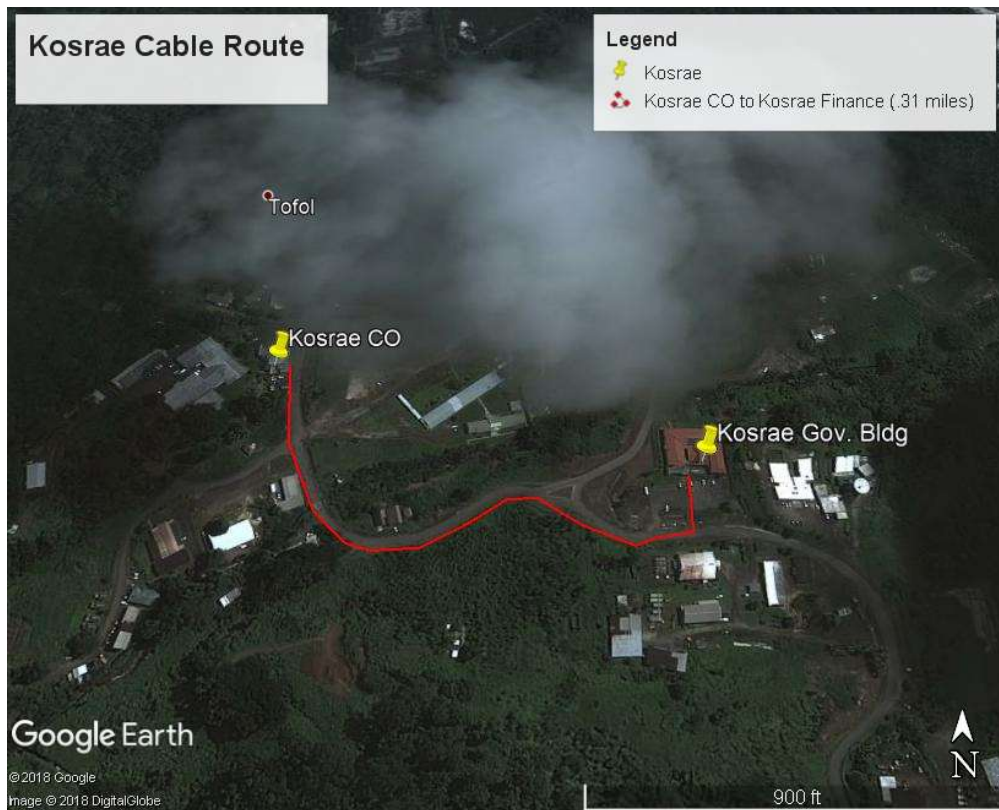 Kosrae Cable Route
Legend
Kosrae
Kosrae CO to Kosrae Finance (.31 miles)
Tofol
Kosrae CO
Kosrae Gov. Bldg
Google Earth
© 2018 Google
Image © 2018 DigitalGlobe
900 ft
N